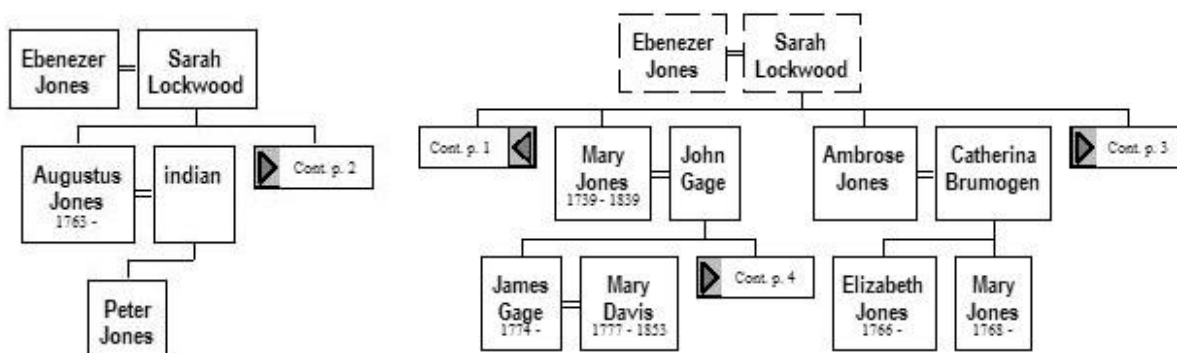 Ebenezer
Jones
Sarah
Lockwood
Augustus
Jones
1763 -
indian
Cont. p. 2
Peter
Jones
Ebenezer
Jones
Sarah
Lockwood
Cont. p. 1
Mary
Jones
1739 - 1839
John
Gage
Ambrose
Jones
Catherina
Brumogen
Cont. p. 3
James
Gage
1774 -
Mary
Davis
1777 - 1853
Cont. p. 4
Elizabeth
Jones
1766 -
Mary
Jones
1768 -